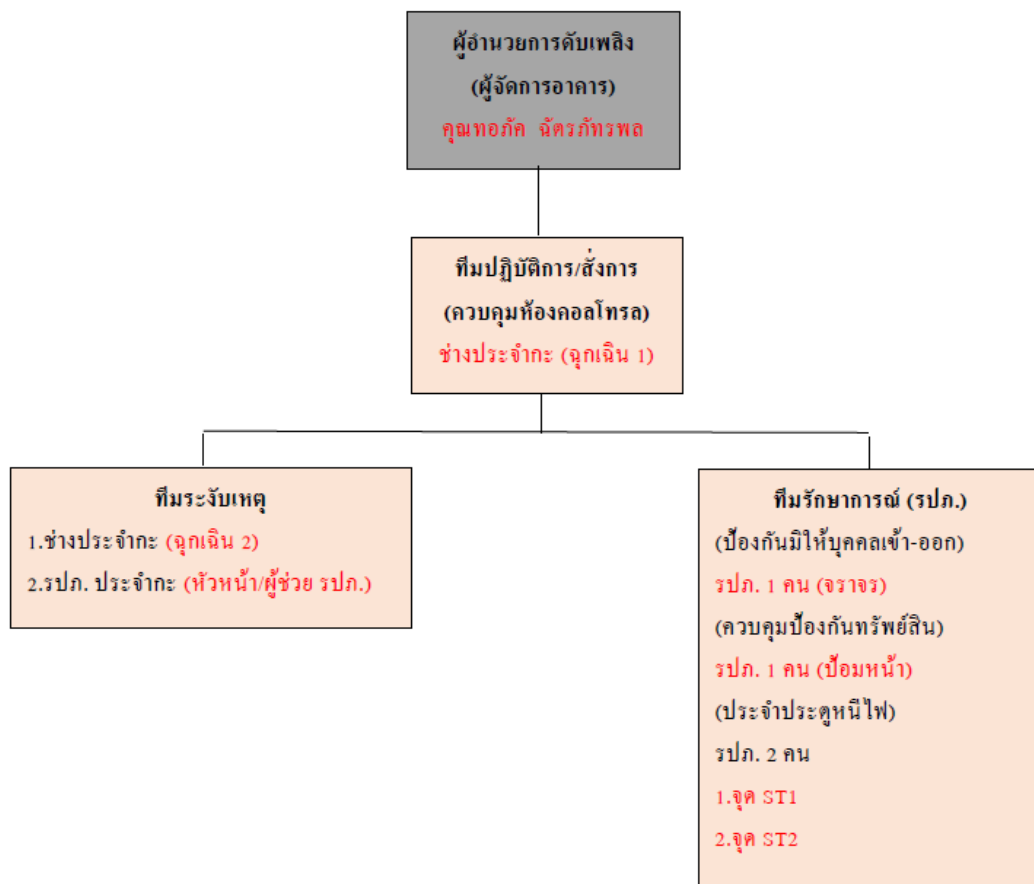 ผู้อำนวยการดับเพลิง
(ผู้จัดการอาคาร)
คุณทอภัค ฉัตรภัทรพล
ทีมปฏิบัติการ/สั่งการ
(ควบคุมห้องคอลโทรล)
ช่างประจำกะ (ฉุกเฉิน 1)
ทีมระงับเหตุ
1.ช่างประจำกะ (ฉุกเฉิน 2)
2.รปภ. ประจำกะ (หัวหน้า/ผู้ช่วย รปภ.)
ทีมรักษาการณ์ (รปภ.)
(ป้องกันมิให้บุคคลเข้า-ออก)
รปภ. 1 คน (จราจร)
(ควบคุมป้องกันทรัพย์สิน)
รปภ. 1 คน (ป้อมหน้า)
(ประจำประตูหนีไฟ)
รปภ. 2 คน
1.จุด ST1
2.จุด ST2